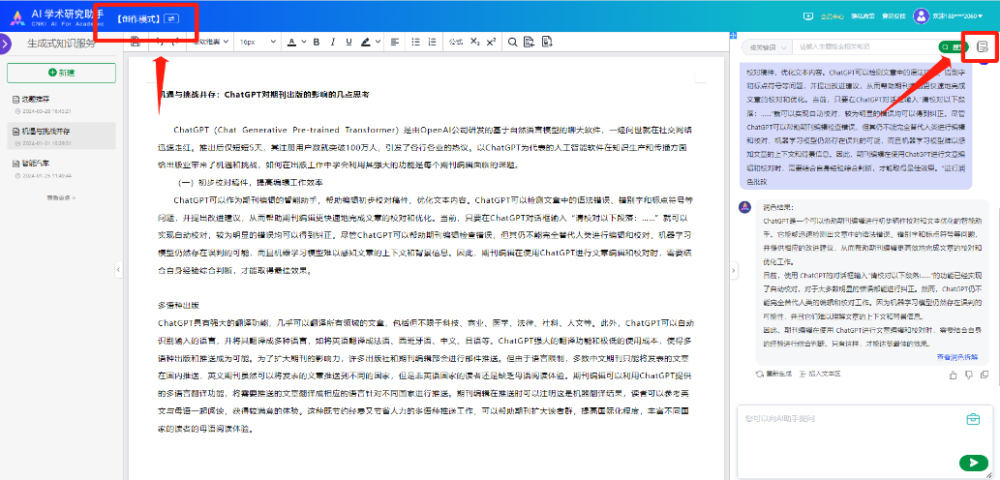 AI 学术研究助手
CNKI AI For Academic
【创作模式】
会员中心
隐私政策
意见反馈
生成式知识服务
16px
A
B
I
U
公式
X₂
X²
按关键词
请输入主题检索相关笔记
新建
选题推荐
2024-03-28 16:43:21
机遇与挑战并存
2024-01-31 15:29:21
智能汽车
2024-01-25 11:49:44
查看更多 >
机遇与挑战并存：ChatGPT对期刊出版的影响的几点思考
ChatGPT (Chat Generative Pre-trained Transformer) 是由OpenAI公司研发的基于自然语言模型的聊天软件，一经问世就在社交网络
迅速走红。推出后仅短短5天，其注册用户数就突破100万人，引发了各行各业的热议。以ChatGPT为代表的人工智能软件在知识生产和传播方面
给出版业带来了机遇和挑战，如何在出版工作中学会利用其强大的功能是每个期刊编辑面临的课题。
（一）初步校对稿件，提高编辑工作效率
ChatGPT可以作为期刊编辑的智能助手，帮助编辑初步校对稿件，优化文本内容。ChatGPT可以检测文章中的语法错误、错别字和标点符号等
问题，并提出改进建议，从而帮助期刊编辑更快速地完成文章的校对和优化。当前，只要在ChatGPT对话框输入“请校对以下段落：……”就可以
实现自动校对，较为明显的错误均可以得到纠正。尽管ChatGPT可以帮助期刊编辑检查错误，但其仍不能完全替代人类进行编辑和校对，机器学习
模型仍然存在误判的可能，而且机器学习模型难以感知文章的上下文和背景信息。因此，期刊编辑在使用ChatGPT进行文章编辑和校对时，需要结
合自身经验综合判断，才能取得最佳效果。
多语种出版
ChatGPT具有强大的翻译功能，几乎可以翻译所有领域的文章，包括但不限于科技、商业、医学、法律、社科、人文等。此外，ChatGPT可以自动
识别输入的语言，并将其翻译成多种语言，如将英语翻译成法语、西班牙语、中文、日语等。ChatGPT强大的翻译功能和极低的使用成本，使得多
语种出版和推送成为可能。为了扩大期刊的影响力，许多出版社和期刊编辑部会进行邮件推送。但由于语言限制，多数中文期刊只能将发表的文章
在国内推送，英文期刊虽然可以将发表的文章推送到不同的国家，但是非英语国家的读者还是缺乏母语阅读体验。期刊编辑可以利用ChatGPT提供
的多语言翻译功能，将需要推送的文章翻译成相应的语言针对不同国家进行推送。期刊编辑在推送时可以注明这是机器翻译结果，读者可以参考英
文与母语一起阅读，获得较满意的体验。这种既节约经费又节省人力的多语种推送工作，可以帮助期刊扩大读者群，提高国际化程度，丰富不同国
家的读者的母语阅读体验。
校对稿件，优化文本内容。ChatGPT可以检测文章中的语法错误、错别字
和标点符号等问题，并提出改进建议，从而帮助期刊编辑更快速地完成
文章的校对和优化。当前，只要在ChatGPT对话框输入“请校对以下段
落：……”就可以实现自动校对，较为明显的错误均可以得到纠正。尽管
ChatGPT可以帮助期刊编辑检查错误，但其仍不能完全替代人类进行编辑
和校对，机器学习模型仍然存在误判的可能，而且机器学习模型难以感
知文章的上下文和背景信息。因此，期刊编辑在使用ChatGPT进行文章编
辑和校对时，需要结合自身经验综合判断，才能取得最佳效果。”进行润
色批改
润色结果：
ChatGPT是一个可以协助期刊编辑进行初步稿件校对和文本优化的智能助
手。它能够迅速检测出文章中的语法错误、错别字和标点符号等问题，
并提供相应的改进建议，从而帮助期刊编辑更高效地完成文章的校对和
优化工作。
目前，使用 ChatGPT的对话框输入“请校对以下段落:……”的功能已经实现
了自动校对，对于大多数明显的错误都能进行纠正。然而，ChatGPT仍不
能完全替代人类的编辑和校对工作。因为机器学习模型仍然存在误判的
可能性，并且它们难以理解文章的上下文和背景信息。
因此，期刊编辑在使用 ChatGPT进行文章编辑和校对时，需要结合自身
的经验进行综合判断。只有这样，才能达到最佳的效果。
查看润色拆解
重新生成
插入文本区
您可以向AI助手提问